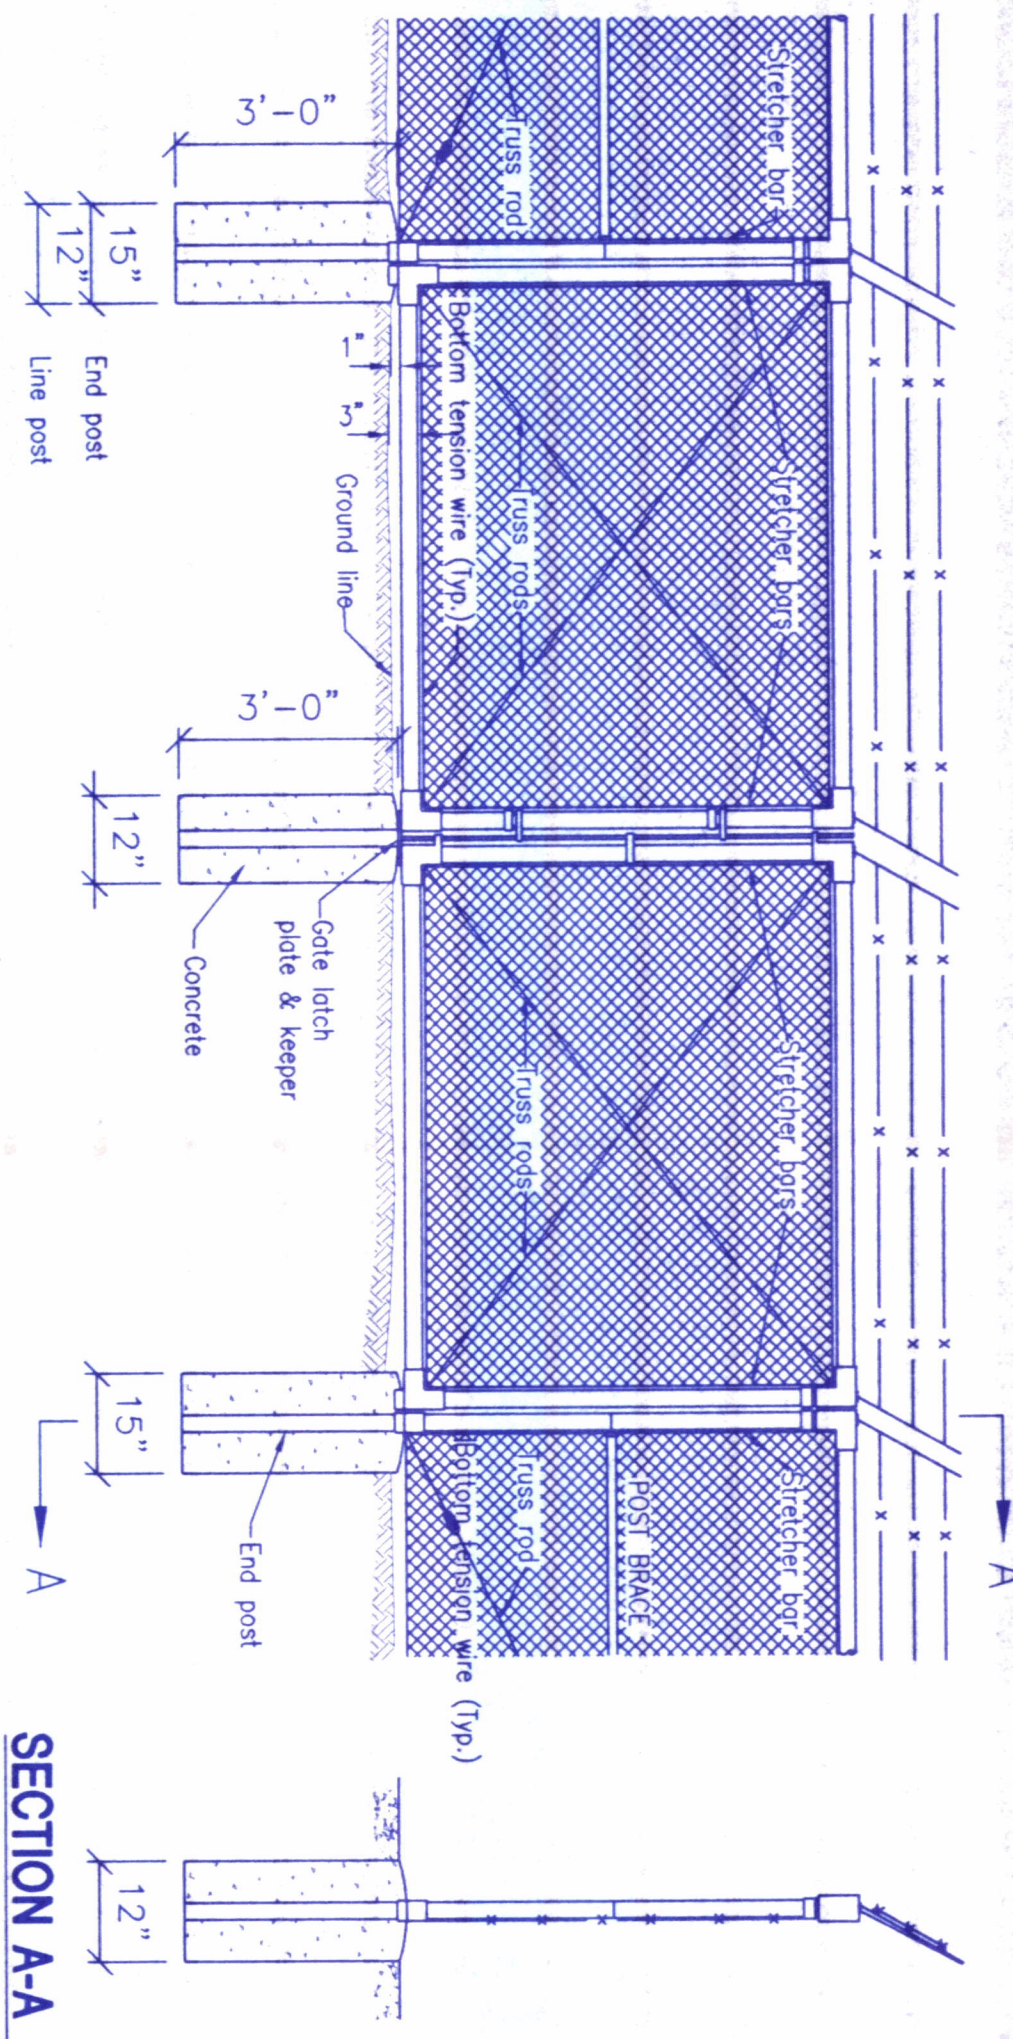 Stretcher bar
Truss rod
3'-0"
15"
12"
End post
Line post
Stretcher bars
Truss rods
Bottom tension wire (Typ.)
1"
3"
Ground line
3'-0"
12"
Gate latch
plate & keeper
Concrete
Stretcher bars
Truss rods
15"
End post
A
A
Stretcher bar
POST BRACE
Truss rod
Bottom tension wire (Typ.)
12"
SECTION A-A